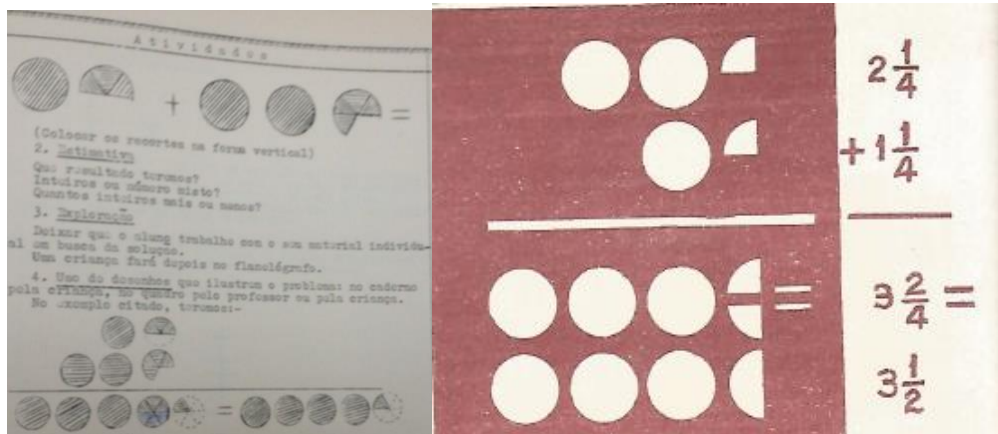 Atividades
+ =
(Colocar os recortes na forma vertical)
2. Estimativa
Que resultado teremos?
Inteiros ou número misto?
Quantos inteiros mais ou menos?
3. Exploração
Deixar que o aluno trabalhe com o seu material individu-
al em busca da solução.
Uma criança fará depois no flanelógrafo.
4. Uso de desenhos que ilustrem o problema: no caderno
pela criança, no quadro pelo professor ou pela criança.
No exemplo citado, teremos:-
=
2 1/4
+ 1 1/4
=
3 2/4 =
3 1/2